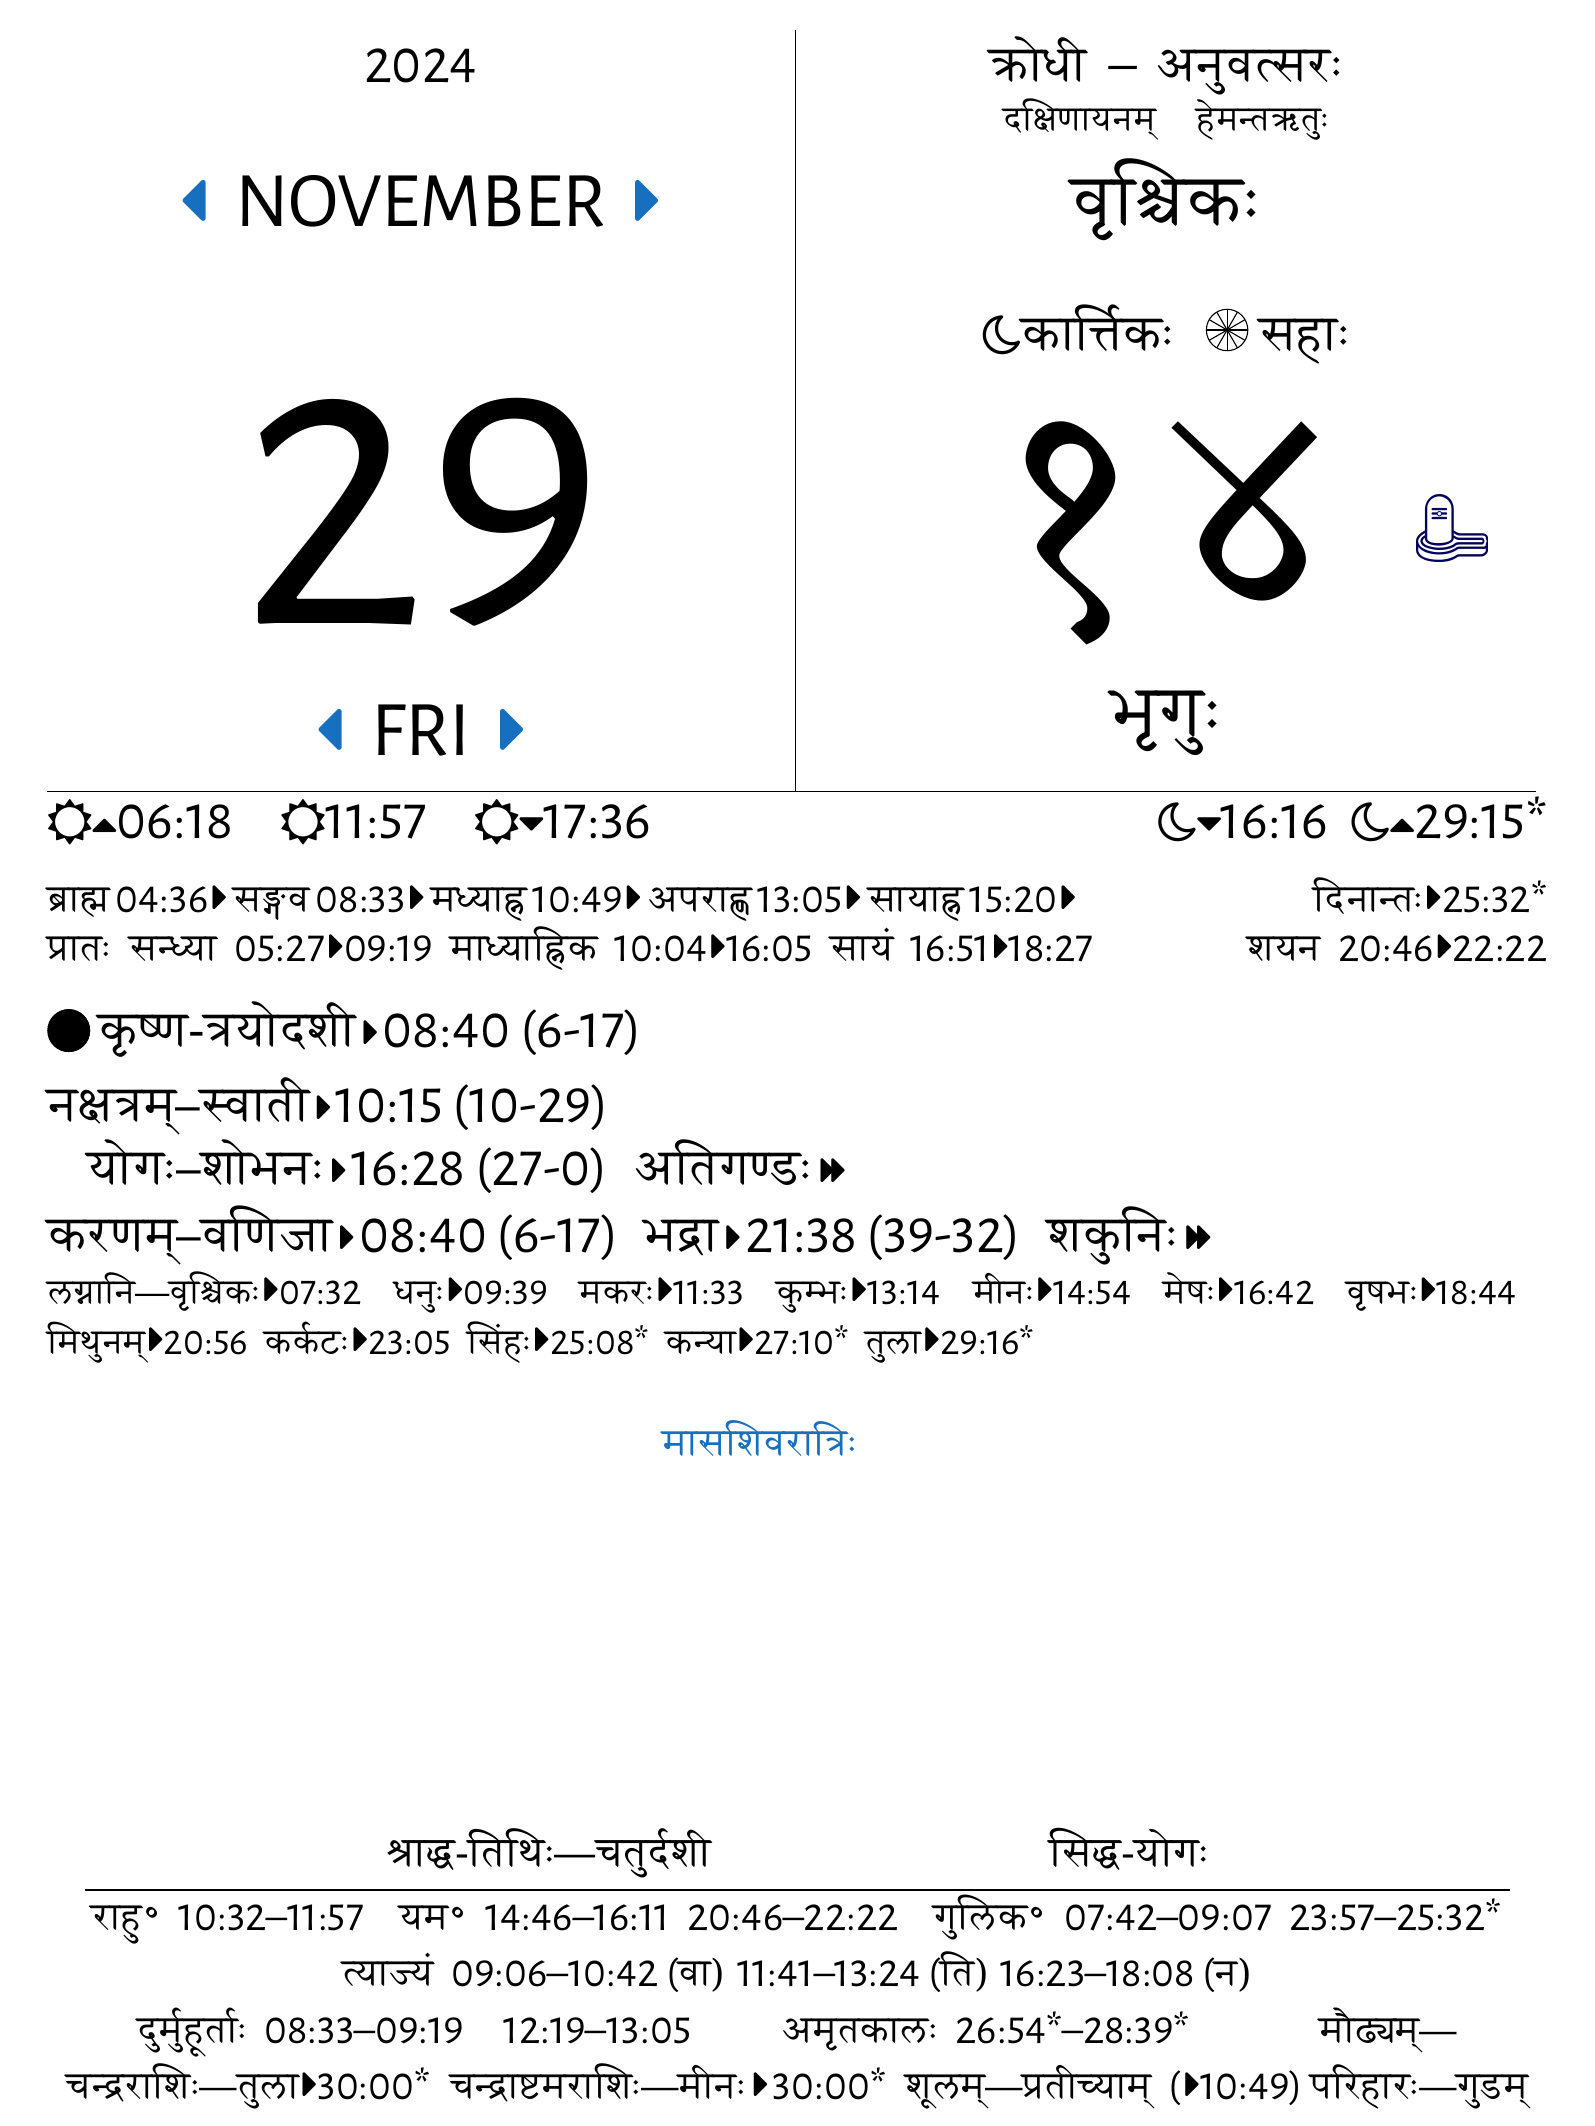 2024
NOVEMBER
29
FRI
क्रोधी – अनुवत्सरः
दक्षिणायनम् हेमन्तऋतुः
वृश्चिकः
कार्त्तिकः सहाः
१४
भृगुः
06:18 11:57 17:36 16:16 29:15*
ब्राह्म 04:36 सङ्गव 08:33 मध्याह्न 10:49 अपराह्ण 13:05 सायाह्न 15:20 दिनान्तः 25:32*
प्रातः सन्ध्या 05:27 09:19 माध्याह्निक 10:04 16:05 सायं 16:51 18:27 शयन 20:46 22:22
कृष्ण-त्रयोदशी 08:40 (6-17)
नक्षत्रम्–स्वाती 10:15 (10-29)
योगः–शोभनः 16:28 (27-0) अतिगण्डः
करणम्–वणिजा 08:40 (6-17) भद्रा 21:38 (39-32) शकुनिः
लग्नानि—वृश्चिकः 07:32 धनुः 09:39 मकरः 11:33 कुम्भः 13:14 मीनः 14:54 मेषः 16:42 वृषभः 18:44
मिथुनम् 20:56 कर्कटः 23:05 सिंहः 25:08* कन्या 27:10* तुला 29:16*
मासशिवरात्रिः
श्राद्ध-तिथिः—चतुर्दशी सिद्ध-योगः
राहु॰ 10:32–11:57 यम॰ 14:46–16:11 20:46–22:22 गुलिक॰ 07:42–09:07 23:57–25:32*
त्याज्यं 09:06–10:42 (वा) 11:41–13:24 (ति) 16:23–18:08 (न)
दुर्मुहूर्ताः 08:33–09:19 12:19–13:05 अमृतकालः 26:54*–28:39* मौढ्यम्—
चन्द्रराशिः—तुला 30:00* चन्द्राष्टमराशिः—मीनः 30:00* शूलम्—प्रतीच्याम् (10:49) परिहारः—गुडम्